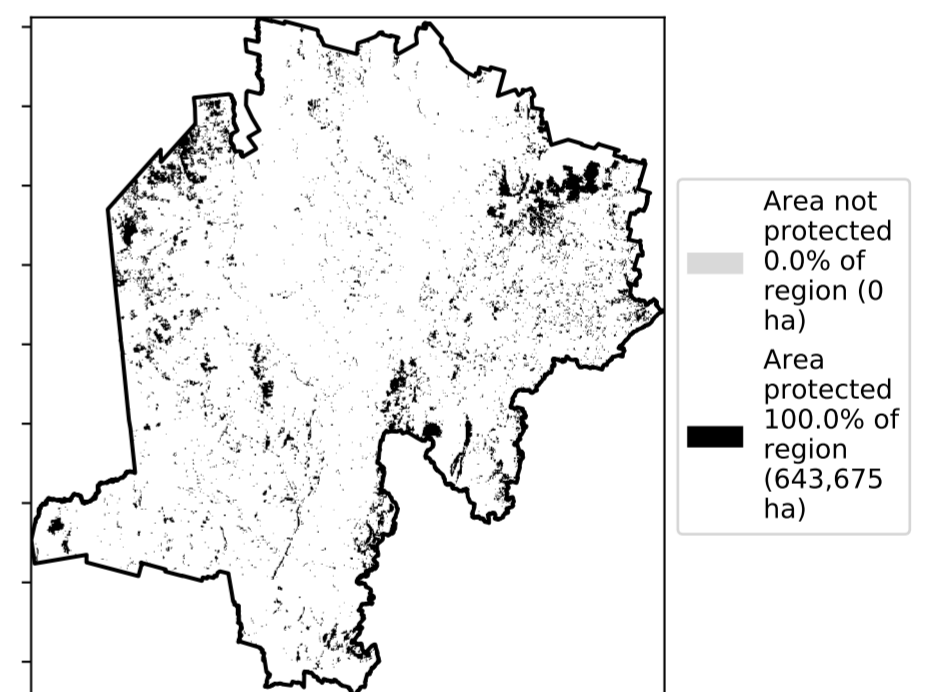 Area not
protected
0.0% of
region (0
ha)
Area
protected
100.0% of
region
(643,675
ha)